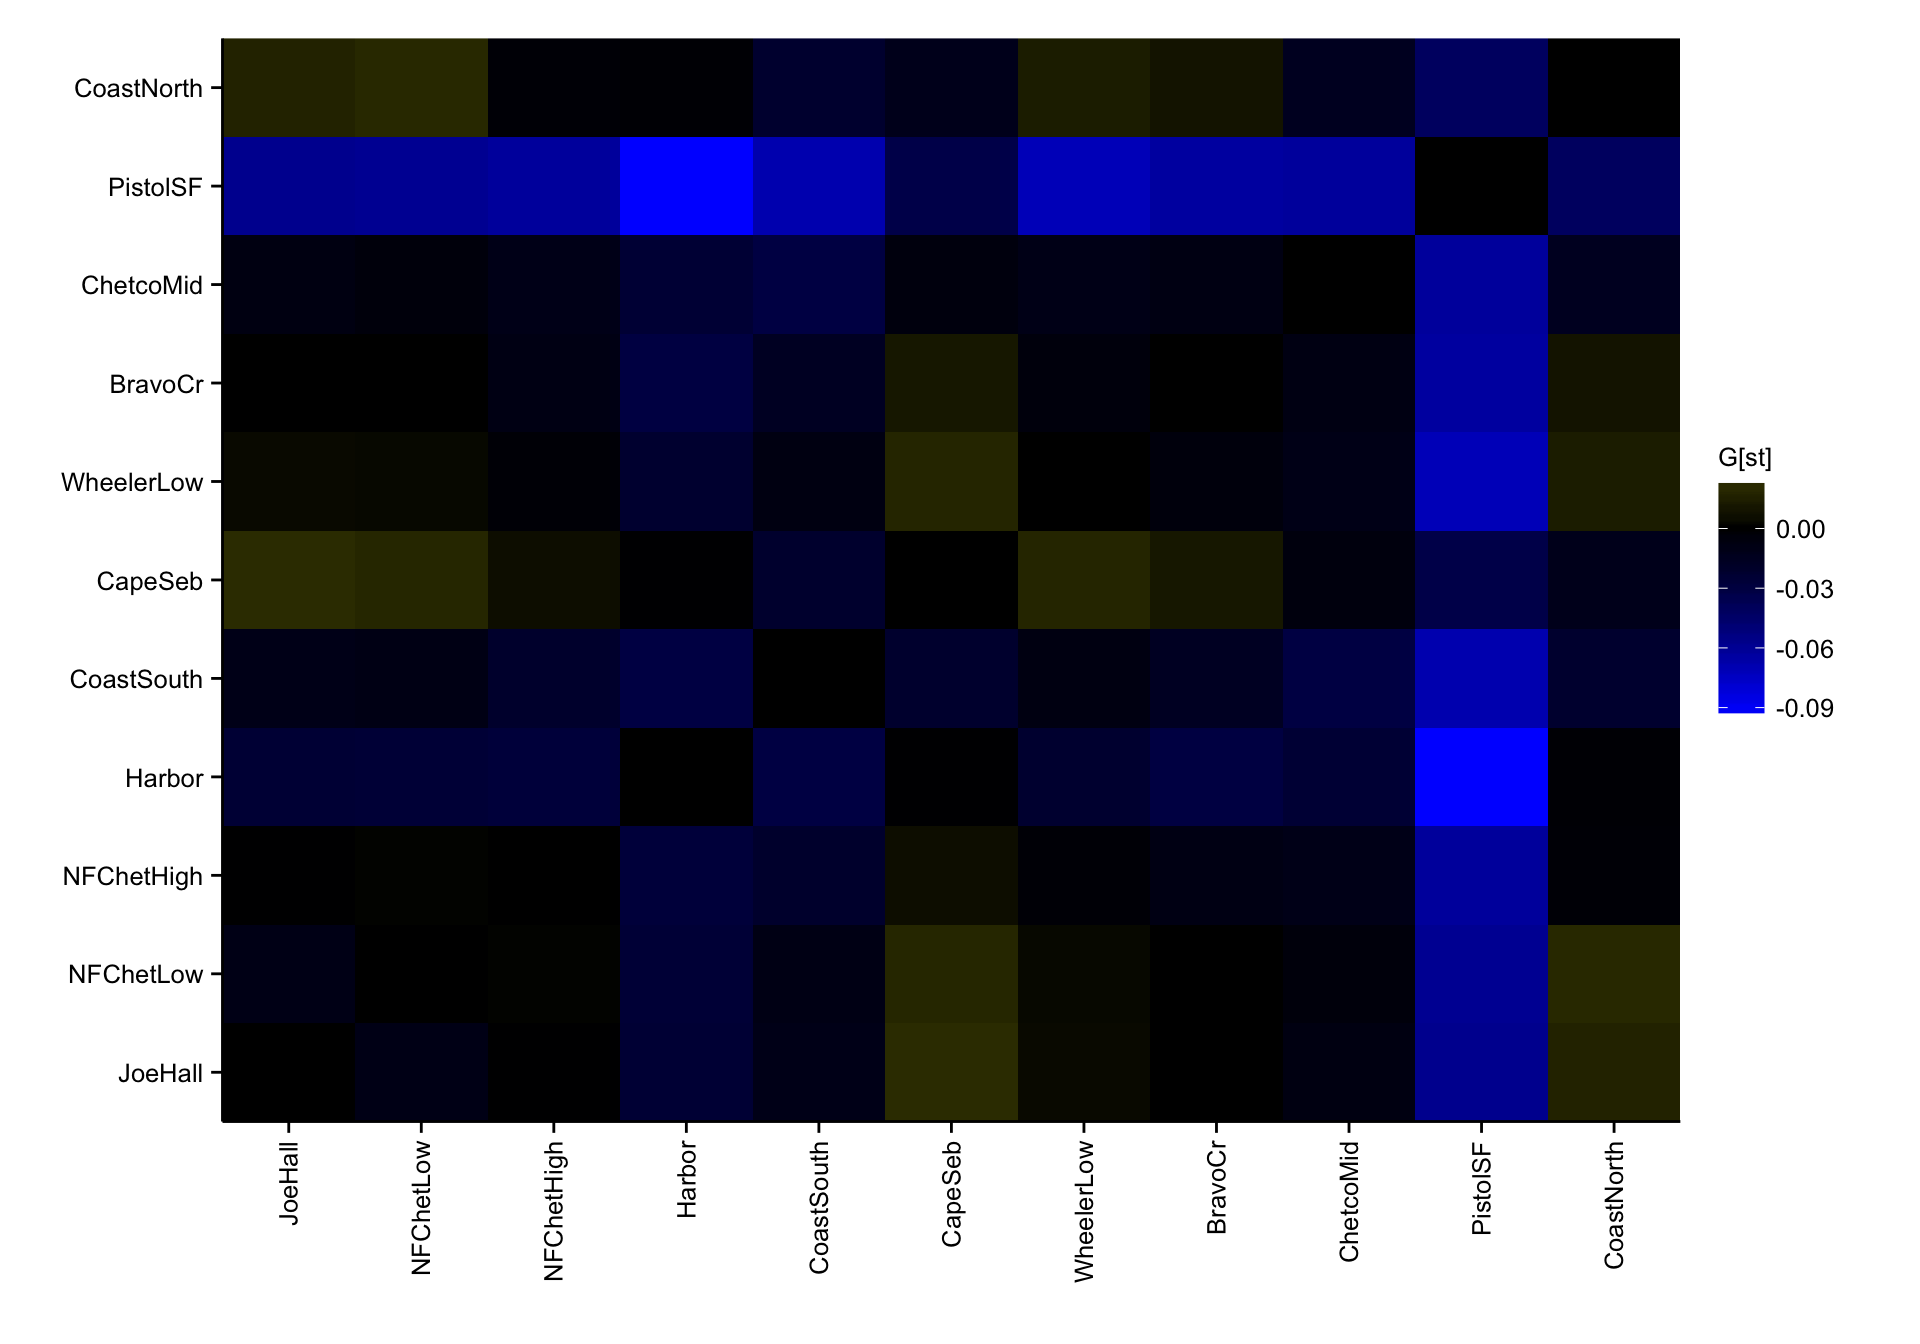 CoastNorth
PistolSF
ChetcoMid
BravoCr
WheelerLow
CapeSeb
CoastSouth
Harbor
NFChetHigh
NFChetLow
JoeHall
G[st]
0.00
-0.03
-0.06
-0.09
JoeHall
NFChetLow
NFChetHigh
Harbor
CoastSouth
CapeSeb
WheelerLow
BravoCr
ChetcoMid
PistolSF
CoastNorth